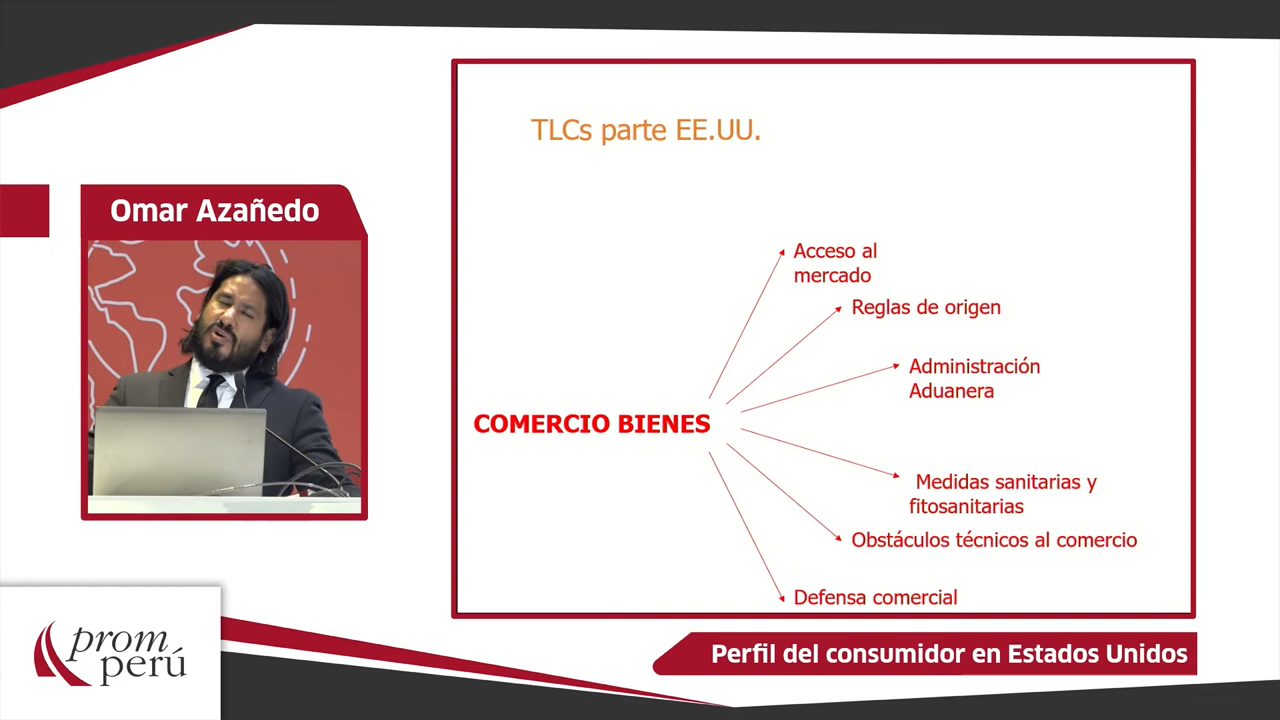 TLCs parte EE.UU.
Omar Azañedo
Acceso al
mercado
Reglas de origen
Administración
Aduanera
COMERCIO BIENES
Medidas sanitarias y
fitosanitarias
Obstáculos técnicos al comercio
Defensa comercial
Perfil del consumidor en Estados Unidos
prom
perú